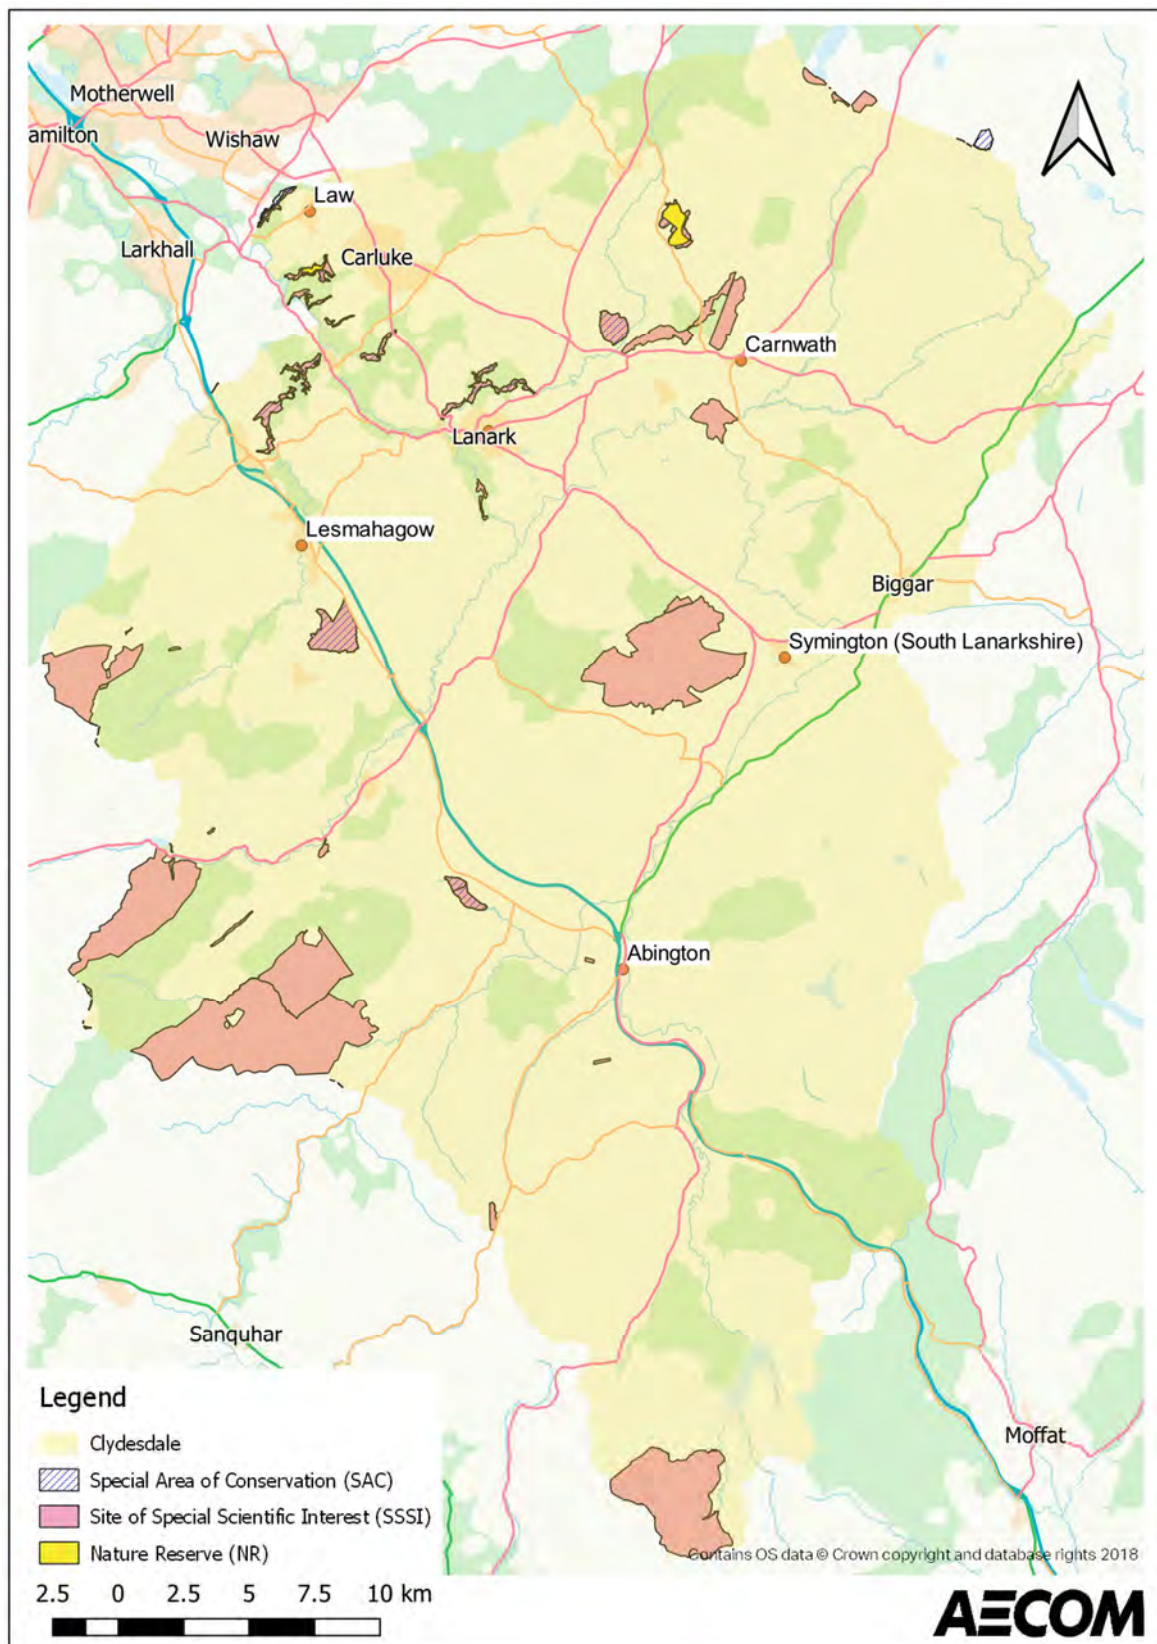 Motherwell
amilton
Wishaw
Law
Larkhall
Carluke
Carnwath
Lanark
Lesmahagow
Biggar
Symington (South Lanarkshire)
Abington
Sanquhar
Moffat
Legend
Clydesdale
Special Area of Conservation (SAC)
Site of Special Scientific Interest (SSSI)
Nature Reserve (NR)
Contains OS data © Crown copyright and database rights 2018
2.5 0 2.5 5 7.5 10 km
AECOM